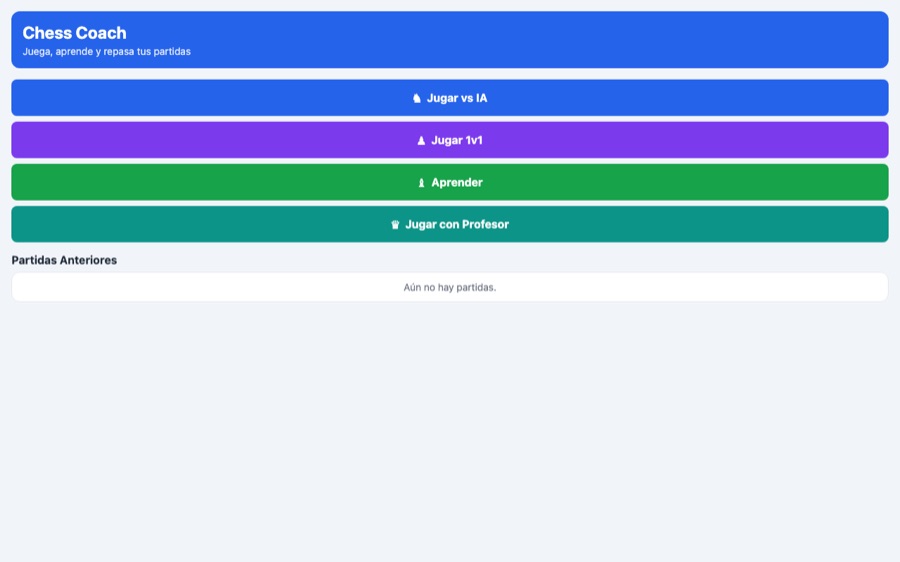 Chess Coach
Juega, aprende y repasa tus partidas
♞ Jugar vs IA
♟ Jugar 1v1
♝ Aprender
♛ Jugar con Profesor
Partidas Anteriores
Aún no hay partidas.